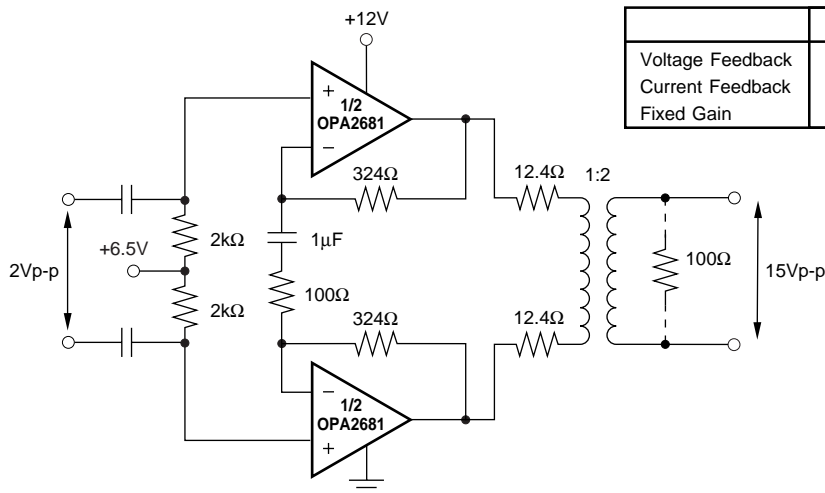 +12V
Voltage Feedback
Current Feedback
Fixed Gain
+
1/2
OPA2681
−
324Ω
12.4Ω
1:2
+6.5V
2kΩ
1μF
2Vp-p
100Ω
15Vp-p
2kΩ
100Ω
324Ω
12.4Ω
−
1/2
OPA2681
+